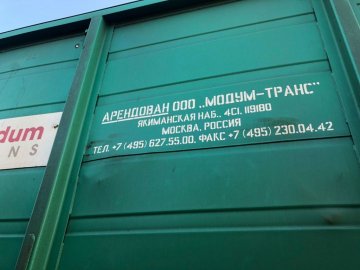 АРЕНДОВАН ООО „МОДУМ-ТРАНС"
ЯКИМАНСКАЯ НАБ., 4С1, 119180
МОСКВА, РОССИЯ
ТЕЛ. +7 (495) 627.55.00. ФАКС +7 (495) 230.04.42
dum
NS